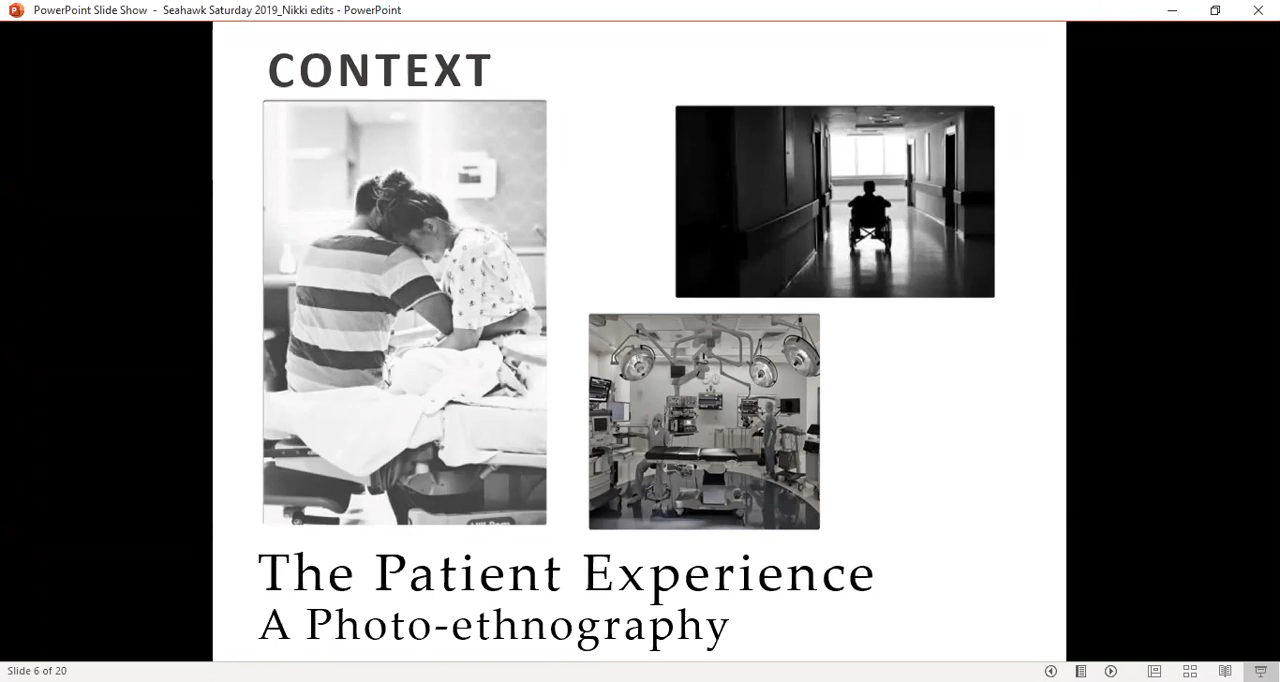 PowerPoint Slide Show - Seahawk Saturday 2019_Nikki edits - PowerPoint
CONTEXT
The Patient Experience
A Photo-ethnography
Slide 6 of 20